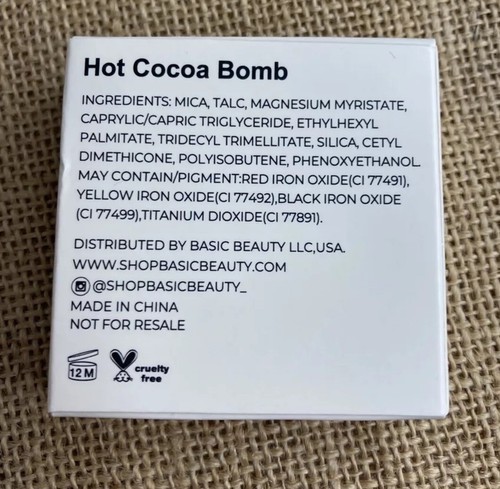 Hot Cocoa Bomb
INGREDIENTS: MICA, TALC, MAGNESIUM MYRISTATE,
CAPRYLIC/CAPRIC TRIGLYCERIDE, ETHYLHEXYL
PALMITATE, TRIDECYL TRIMELLITATE, SILICA, CETYL
DIMETHICONE, POLYISOBUTENE, PHENOXYETHANOL.
MAY CONTAIN/PIGMENT:RED IRON OXIDE(CI 77491),
YELLOW IRON OXIDE(CI 77492),BLACK IRON OXIDE
(CI 77499),TITANIUM DIOXIDE(CI 77891).
DISTRIBUTED BY BASIC BEAUTY LLC,USA.
WWW.SHOPBASICBEAUTY.COM
@SHOPBASICBEAUTY_
MADE IN CHINA
NOT FOR RESALE
12 M
cruelty
free